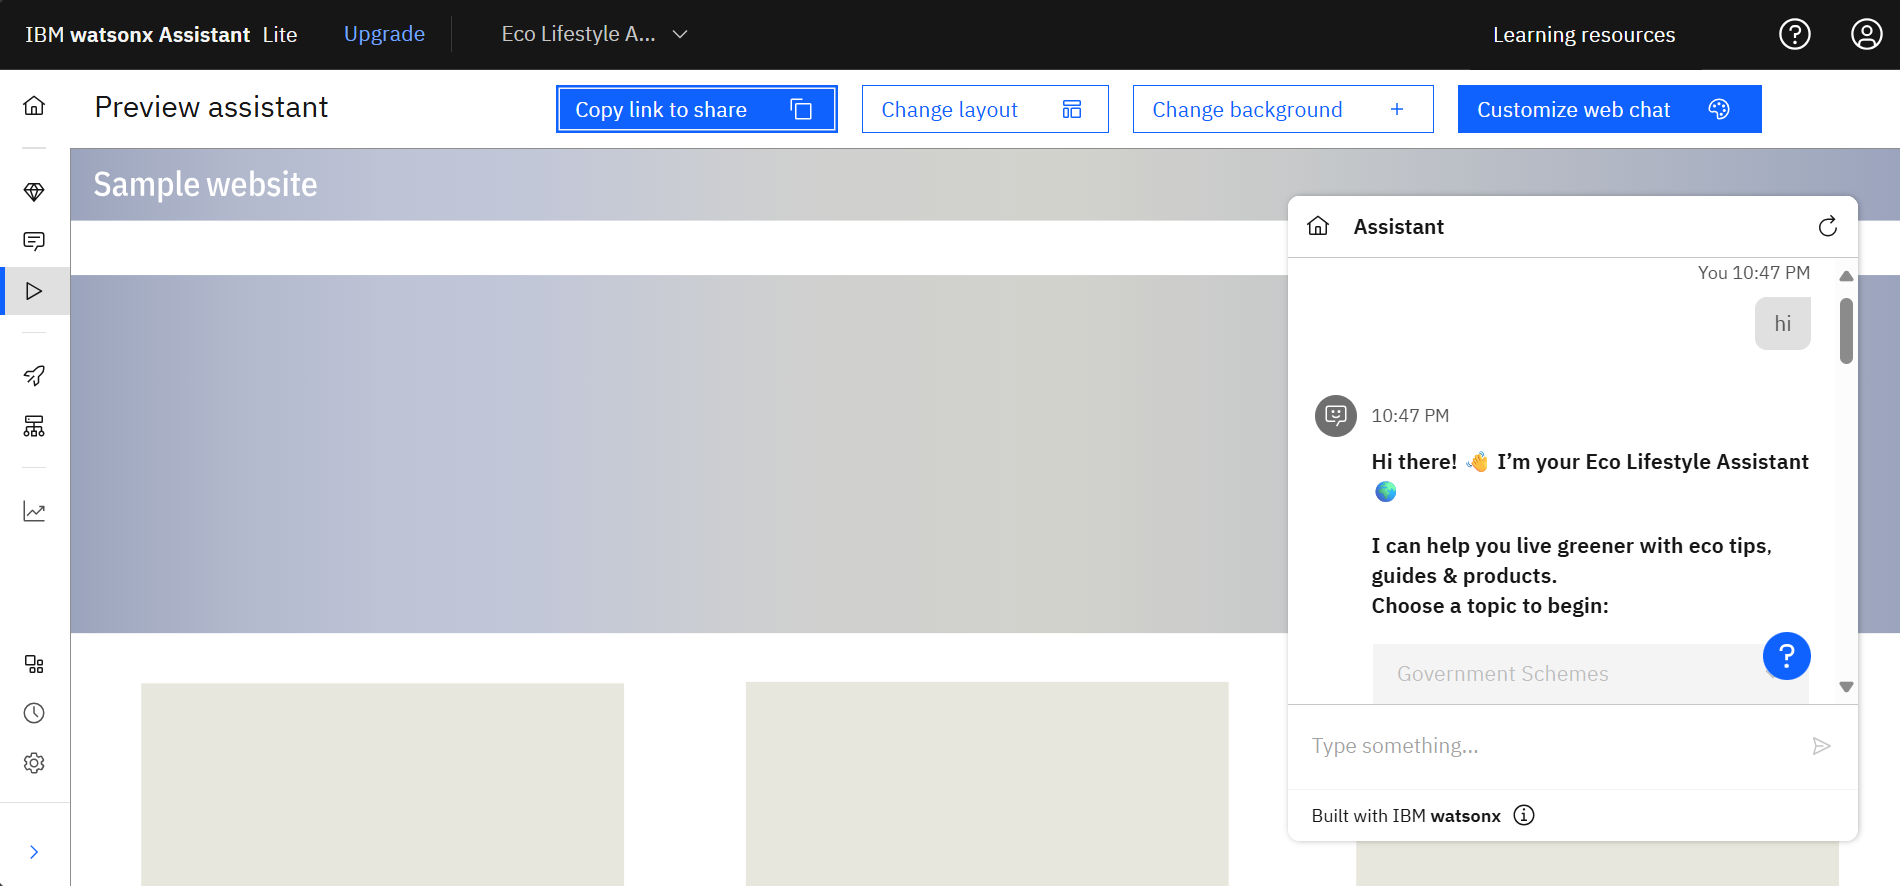 IBM watsonx Assistant Lite Upgrade Eco Lifestyle A... Learning resources
Preview assistant Copy link to share Change layout Change background + Customize web chat
Sample website
Assistant
You 10:47 PM
hi
10:47 PM
Hi there! 👋 I’m your Eco Lifestyle Assistant
🌍
I can help you live greener with eco tips,
guides & products.
Choose a topic to begin:
Government Schemes
?
Type something...
Built with IBM watsonx